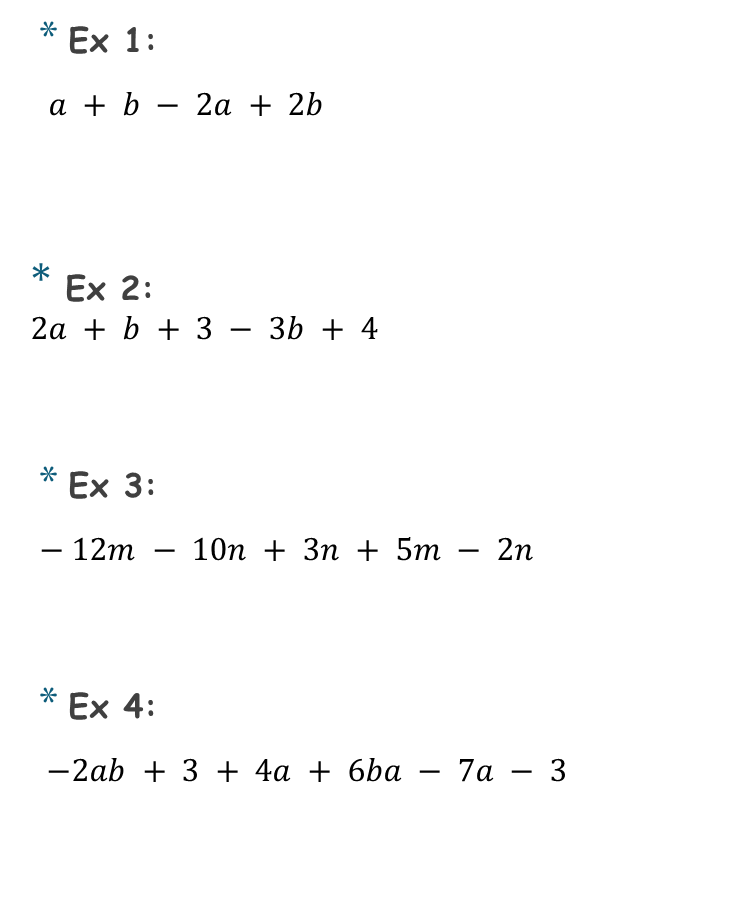 * Ex 1:
a + b − 2a + 2b
* Ex 2:
2a + b + 3 − 3b + 4
* Ex 3:
− 12m − 10n + 3n + 5m − 2n
* Ex 4:
−2ab + 3 + 4a + 6ba − 7a − 3